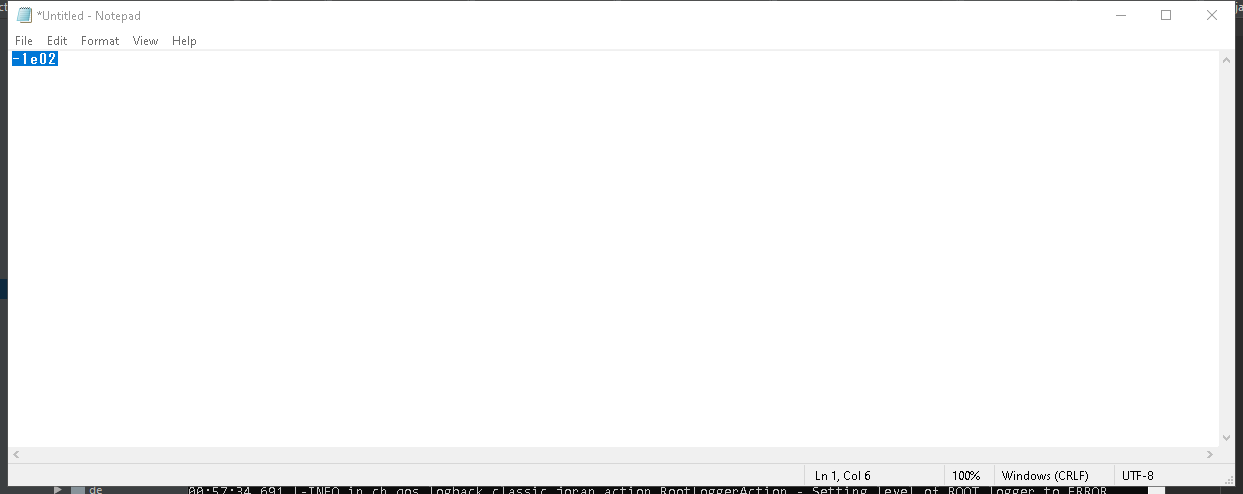 *Untitled - Notepad
File Edit Format View Help
-1e02
Ln 1, Col 6 100% Windows (CRLF) UTF-8
de 00:57:34,691 |-INFO in ch.qos.logback.classic.joran.action.RootLoggerAction - Setting level of ROOT logger to ERROR